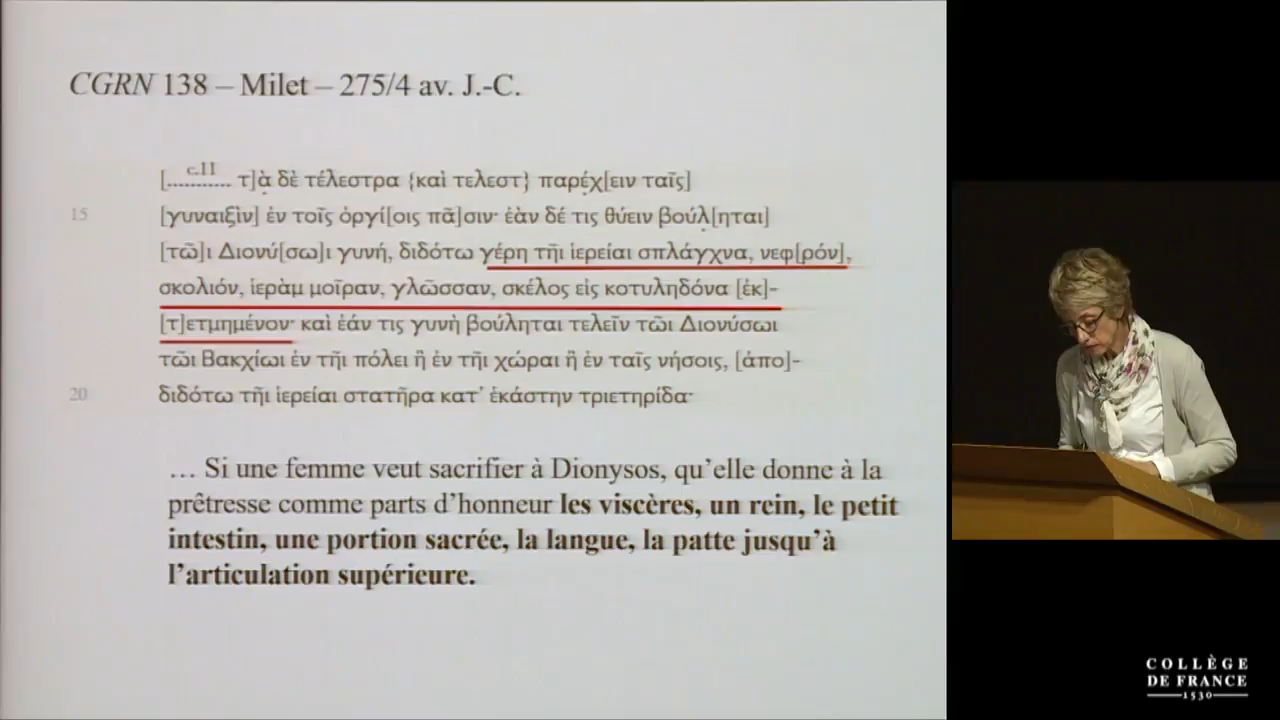 CGRN 138 – Milet – 275/4 av. J.-C.
c.11
[........... τ]ὰ̣ δὲ τέλεστρα {καὶ τελεστ} παρέχ̣[ειν ταῖς]
15 [γυναιξὶν] ἐν τοῖς ὀργί[οις πᾶ]σιν· ἐὰν δέ τις θύειν βούλ̣[ηται]
[τῶ]ι Διονύ[σω]ι γυνή, διδότω γέρη τῆι ἱερείαι σπλάγχνα, νεφ[ρόν],
σκολιόν, ἱερὰμ μοῖραν, γλῶσσαν, σκέλος εἰς κοτυληδόνα [ἐκ]-
[τ]ετμημένον· καὶ ἐάν τις γυνὴ βούληται τελεῖν τῶι Διονύσωι
τῶι Βακχίωι ἐν τῆι πόλει ἢ ἐν τῆι χώραι ἢ ἐν ταῖς νήσοις, [ἀπο]-
20 διδότω τῆι ἱερείαι στατῆρα κατ’ ἑκάστην τριετηρίδα·
… Si une femme veut sacrifier à Dionysos, qu’elle donne à la
prêtresse comme parts d’honneur les viscères, un rein, le petit
intestin, une portion sacrée, la langue, la patte jusqu’à
l’articulation supérieure.
COLLÈGE
DE FRANCE
1530